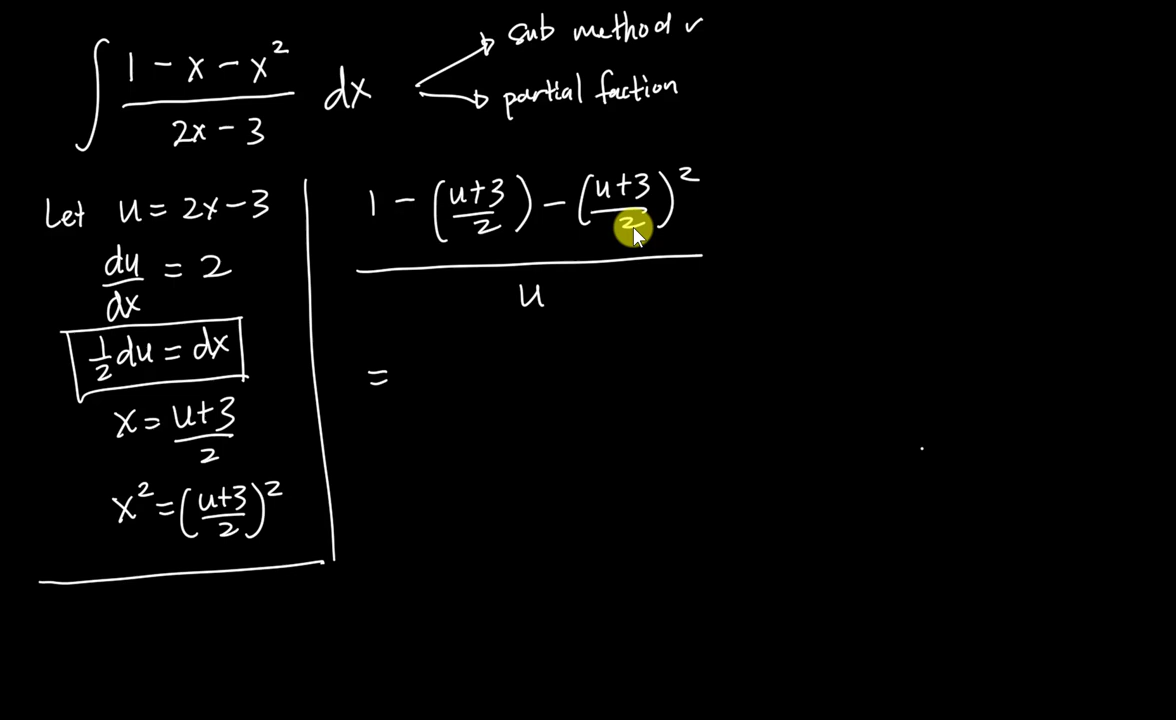 ∫ (1 - x - x²)/(2x - 3) dx
sub method ✓
partial faction
Let u = 2x - 3
du/dx = 2
½ du = dx
x = (u+3)/2
x² = ((u+3)/2)²
(1 - ((u+3)/2) - ((u+3)/2)²)/u
=